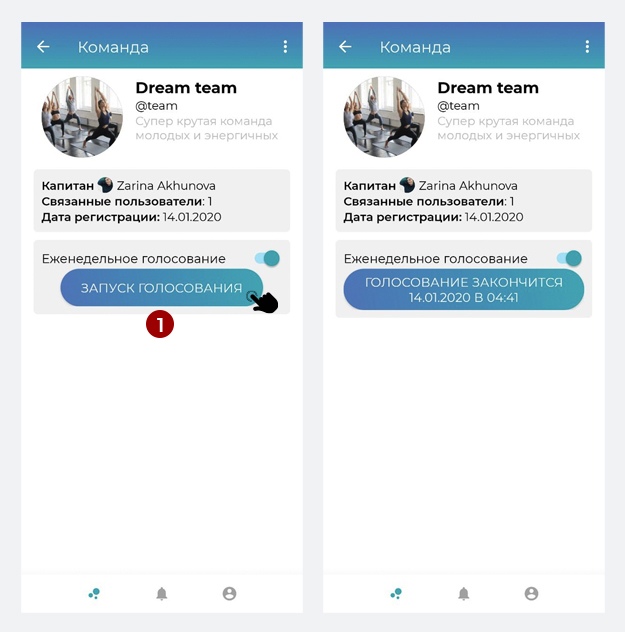 Команда
Dream team
@team
Супер крутая команда
молодых и энергичных
Капитан Zarina Akhunova
Связанные пользователи: 1
Дата регистрации: 14.01.2020
Еженедельное голосование
ЗАПУСК ГОЛОСОВАНИЯ
1
Команда
Dream team
@team
Супер крутая команда
молодых и энергичных
Капитан Zarina Akhunova
Связанные пользователи: 1
Дата регистрации: 14.01.2020
Еженедельное голосование
ГОЛОСОВАНИЕ ЗАКОНЧИТСЯ
14.01.2020 В 04:41